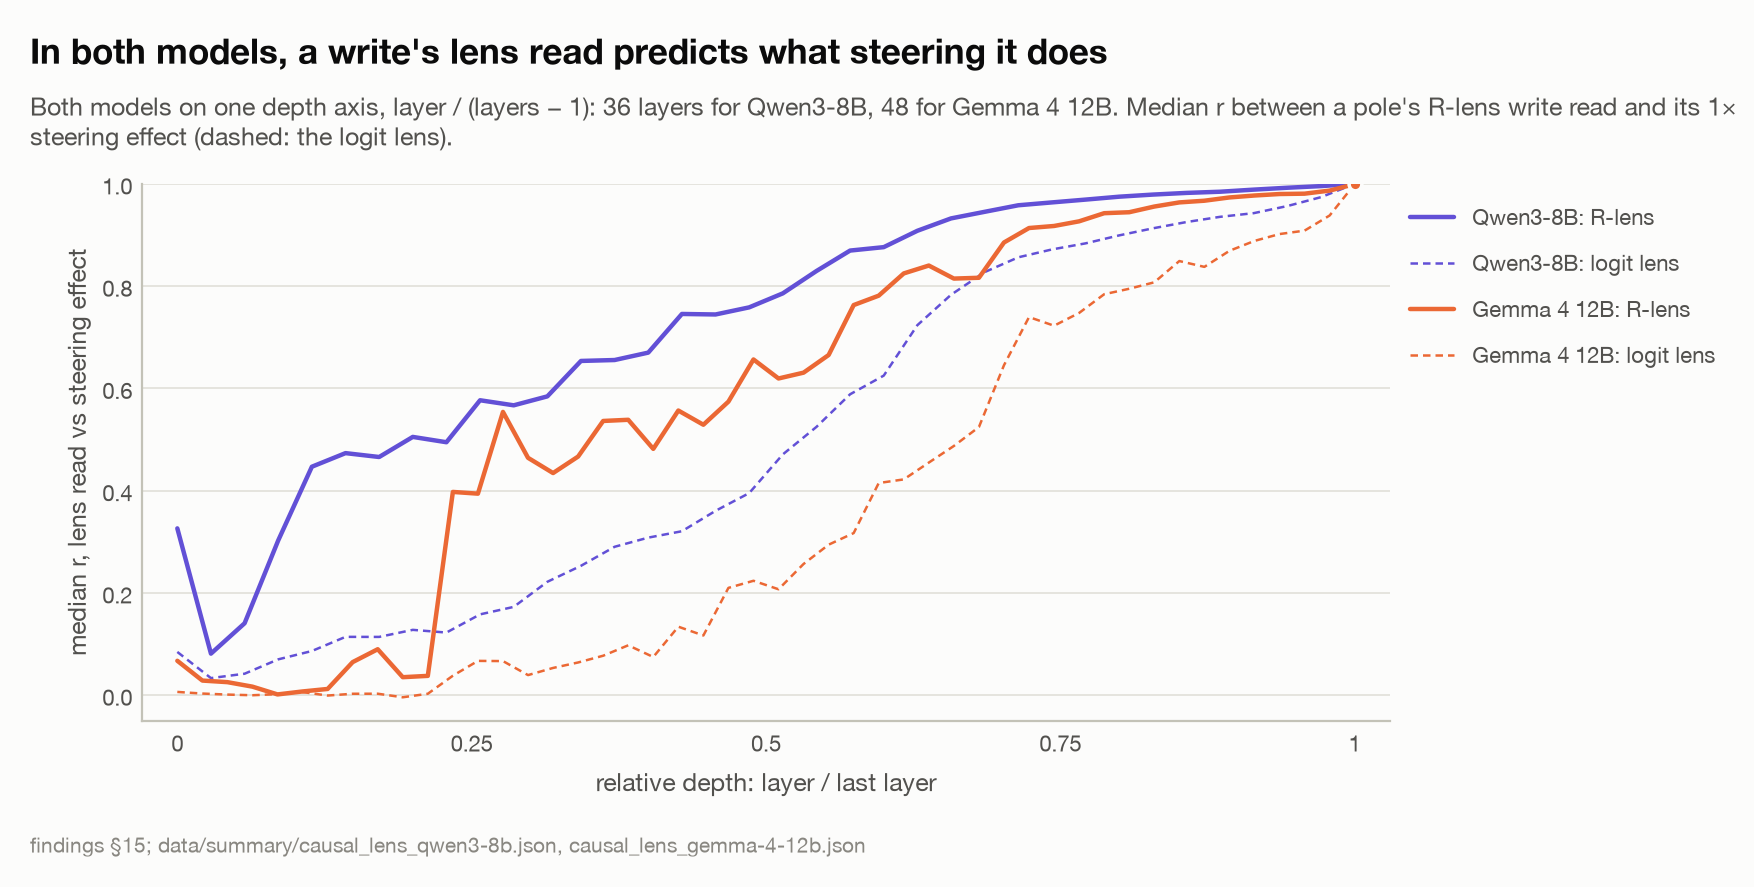 In both models, a write's lens read predicts what steering it does
Both models on one depth axis, layer / (layers − 1): 36 layers for Qwen3-8B, 48 for Gemma 4 12B. Median r between a pole's R-lens write read and its 1×
steering effect (dashed: the logit lens).
median r, lens read vs steering effect
1.0
0.8
0.6
0.4
0.2
0.0
0
0.25
0.5
0.75
1
relative depth: layer / last layer
Qwen3-8B: R-lens
Qwen3-8B: logit lens
Gemma 4 12B: R-lens
Gemma 4 12B: logit lens
findings §15; data/summary/causal_lens_qwen3-8b.json, causal_lens_gemma-4-12b.json